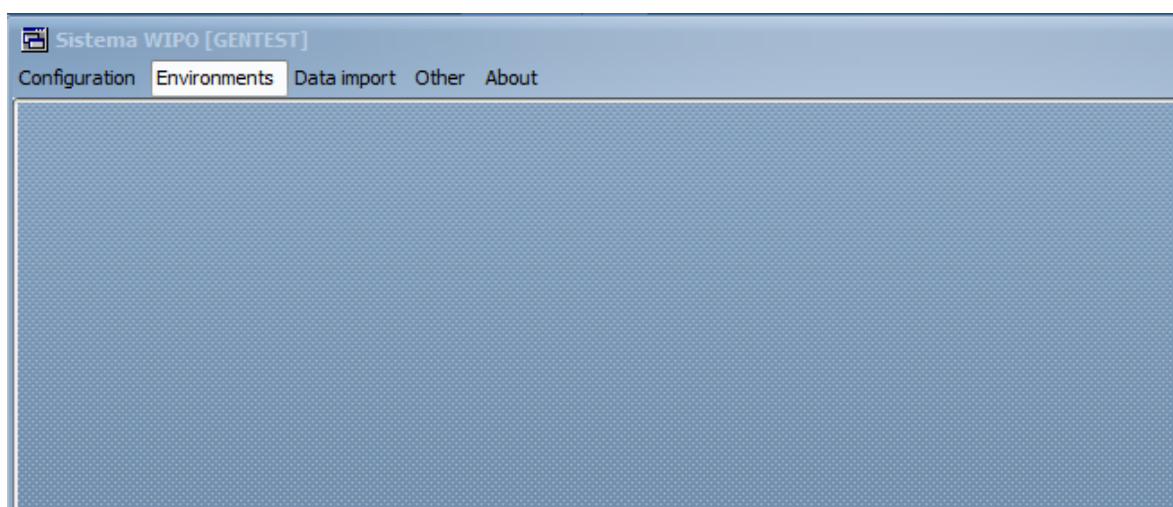 Sistema WIPO [GENTEST]
Configuration Environments Data import Other About